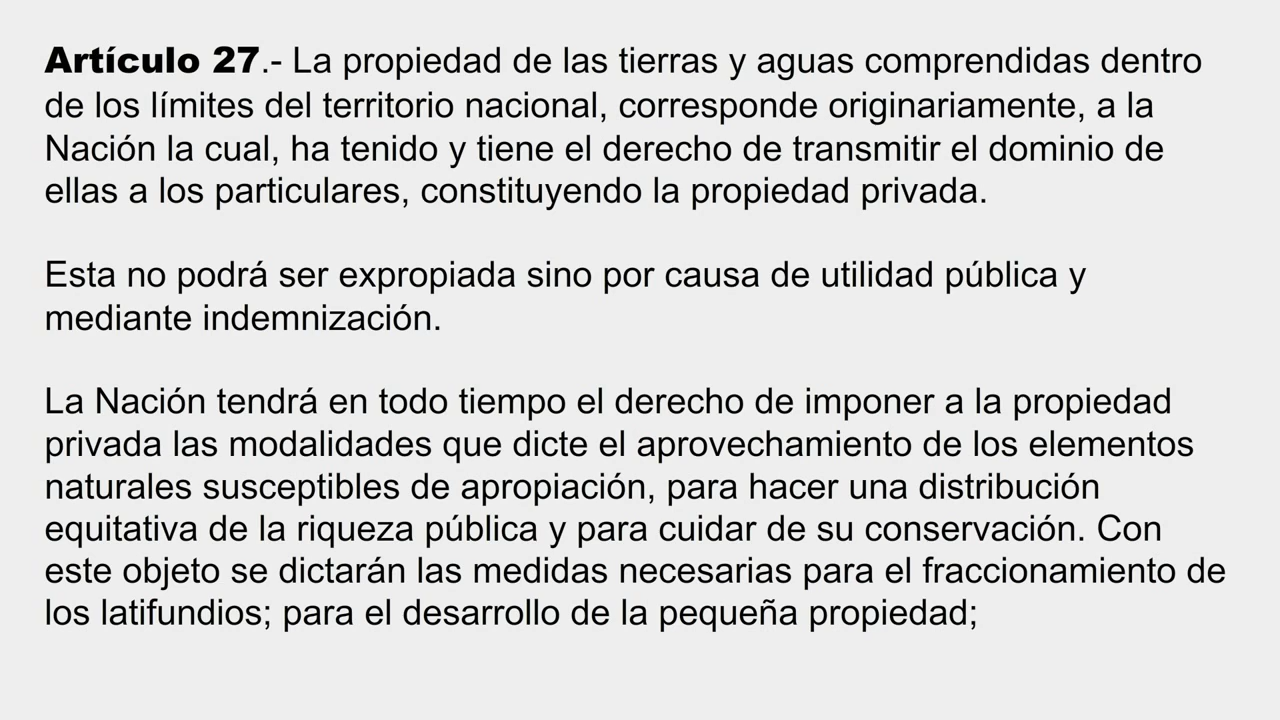 Artículo 27.- La propiedad de las tierras y aguas comprendidas dentro
de los límites del territorio nacional, corresponde originariamente, a la
Nación la cual, ha tenido y tiene el derecho de transmitir el dominio de
ellas a los particulares, constituyendo la propiedad privada.
Esta no podrá ser expropiada sino por causa de utilidad pública y
mediante indemnización.
La Nación tendrá en todo tiempo el derecho de imponer a la propiedad
privada las modalidades que dicte el aprovechamiento de los elementos
naturales susceptibles de apropiación, para hacer una distribución
equitativa de la riqueza pública y para cuidar de su conservación. Con
este objeto se dictarán las medidas necesarias para el fraccionamiento de
los latifundios; para el desarrollo de la pequeña propiedad;